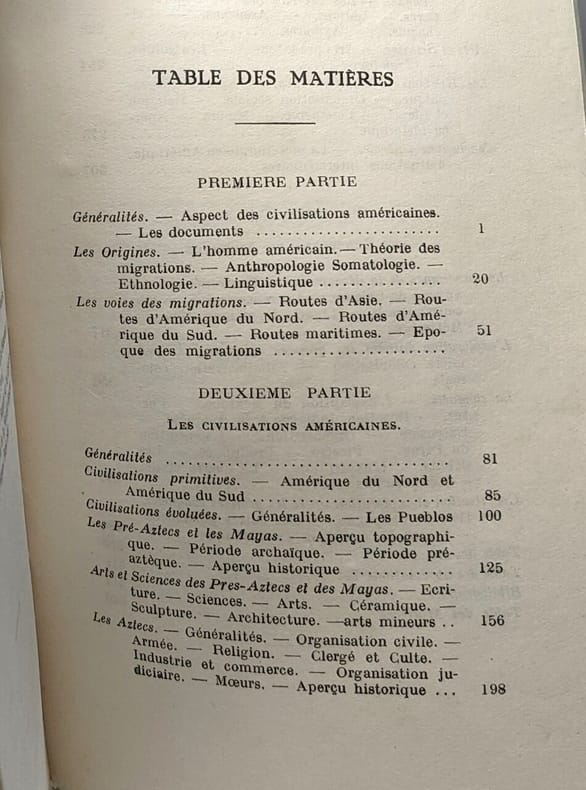 TABLE DES MATIÈRES
PREMIERE PARTIE
Généralités. — Aspect des civilisations américaines.
— Les documents ........................ 1
Les Origines. — L'homme américain. — Théorie des
migrations. — Anthropologie Somatologie. —
Ethnologie. — Linguistique ................ 20
Les voies des migrations. — Routes d'Asie. — Rou-
tes d'Amérique du Nord. — Routes d'Amé-
rique du Sud. — Routes maritimes. — Epo- 51
que des migrations ......................
DEUXIEME PARTIE
LES CIVILISATIONS AMÉRICAINES.
Généralités .................................... 81
Civilisations primitives. — Amérique du Nord et
Amérique du Sud ......................... 85
Civilisations évoluées. — Généralités. — Les Pueblos 100
Les Pré-Aztecs et les Mayas. — Aperçu topographi-
que. — Période archaïque. — Période pré-
aztèque. — Aperçu historique ............. 125
Arts et Sciences des Pres-Aztecs et des Mayas. — Ecri-
ture. — Sciences. — Arts. — Céramique. —
Sculpture. — Architecture. —arts mineurs .. 156
Les Aztecs. — Généralités. — Organisation civile. —
Armée. — Religion. — Clergé et Culte. —
Industrie et commerce. — Organisation ju-
diciaire. — Mœurs. — Aperçu historique ... 198